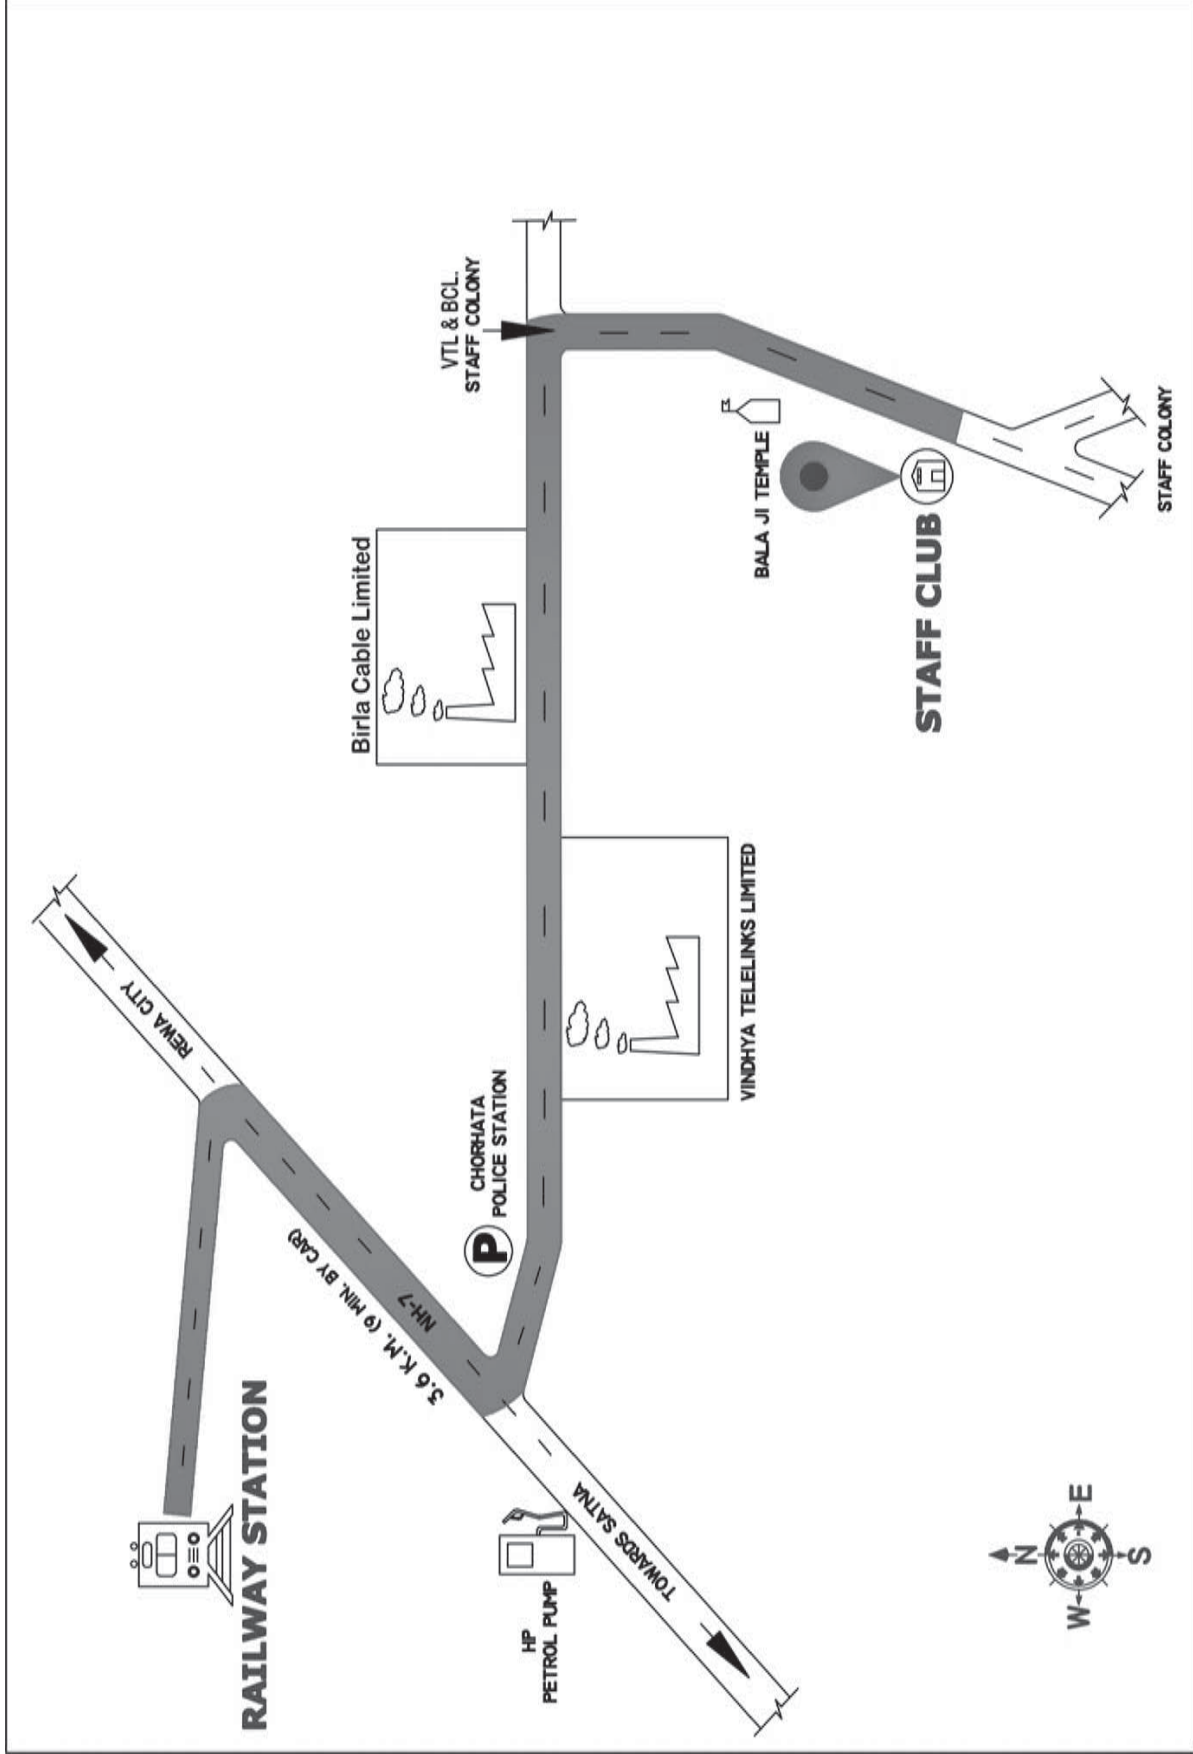 RAILWAY STATION
REWA CITY
3.6 K.M. (9 MIN. BY CAR)
NH-7
HP
PETROL PUMP
TOWARDS SATNA
P
CHORHATA
POLICE STATION
Birla Cable Limited
VINDHYA TELELINKS LIMITED
VTL & BCL.
STAFF COLONY
BALA JI TEMPLE
STAFF CLUB
STAFF COLONY
N
W
E
S